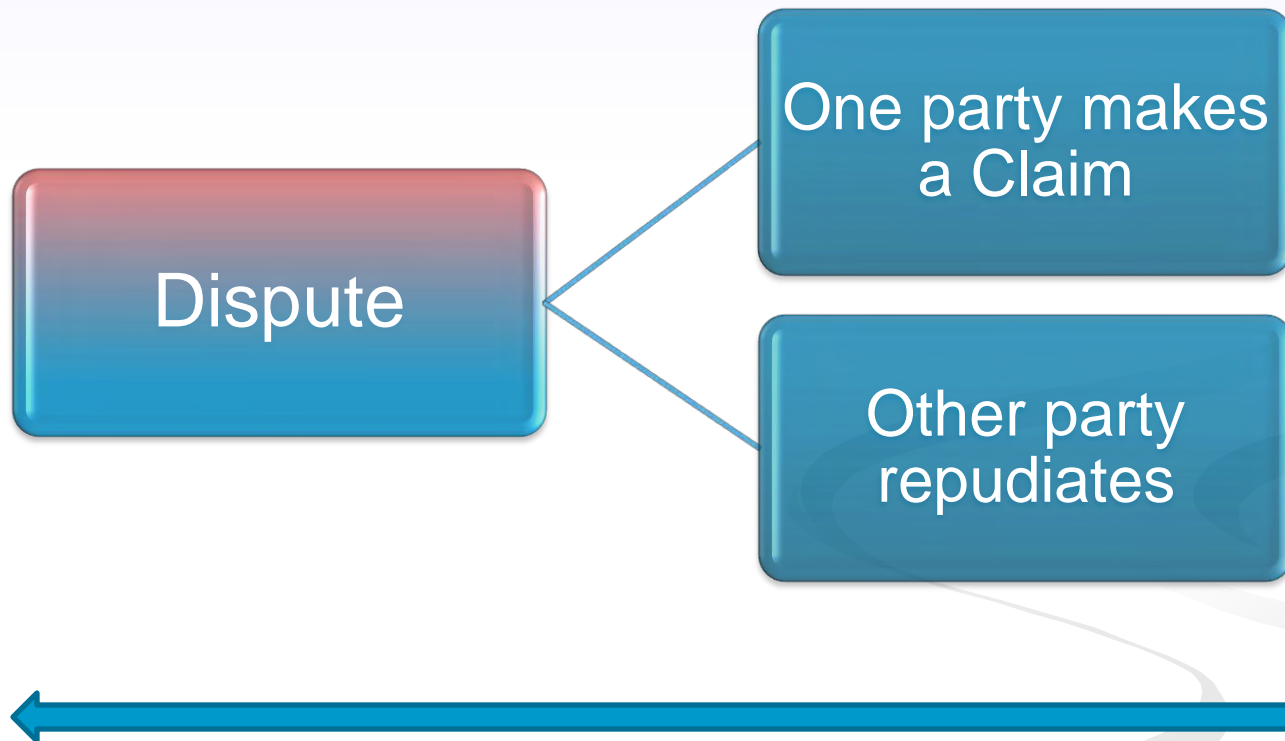 Dispute
One party makes
a Claim
Other party
repudiates